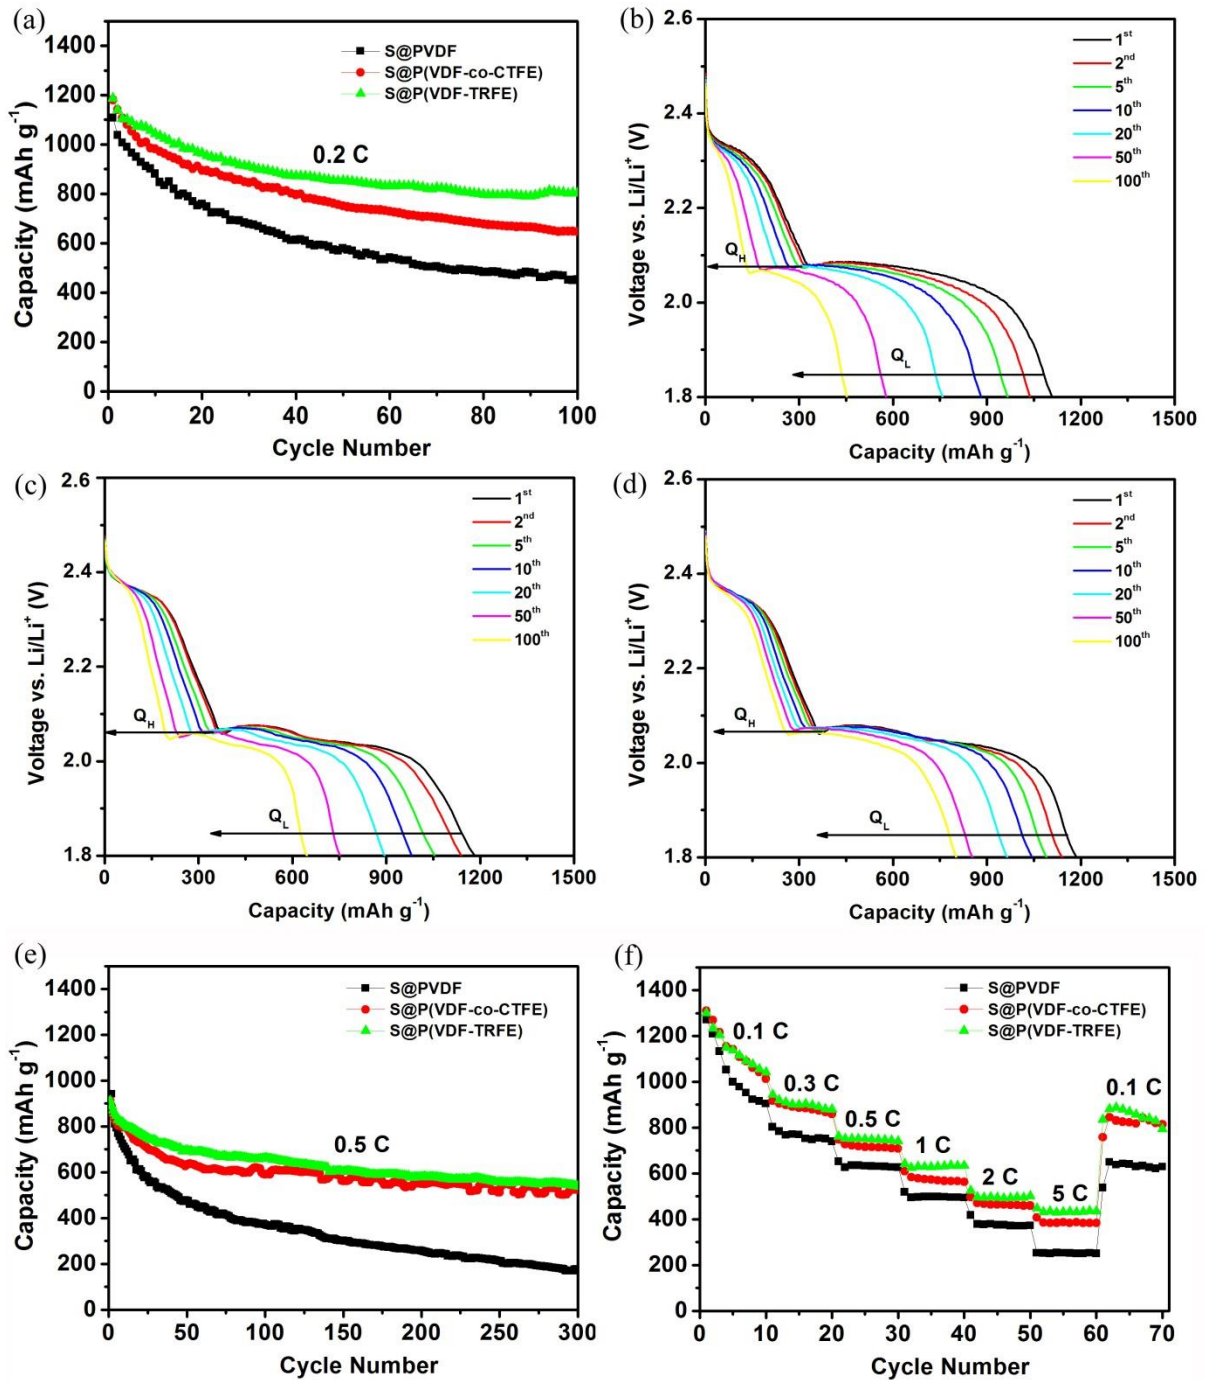 (a)
1400
1200
1000
800
600
400
200
0
Capacity (mAh g⁻¹)
S@PVDF
S@P(VDF-co-CTFE)
S@P(VDF-TRFE)
0.2 C
0 20 40 60 80 100
Cycle Number
(b)
2.6
2.4
2.2
2.0
1.8
Voltage vs. Li/Li⁺ (V)
1ˢᵗ
2ⁿᵈ
5ᵗʰ
10ᵗʰ
20ᵗʰ
50ᵗʰ
100ᵗʰ
Q_H
Q_L
0 300 600 900 1200 1500
Capacity (mAh g⁻¹)
(c)
2.6
2.4
2.2
2.0
1.8
Voltage vs. Li/Li⁺ (V)
1ˢᵗ
2ⁿᵈ
5ᵗʰ
10ᵗʰ
20ᵗʰ
50ᵗʰ
100ᵗʰ
Q_H
Q_L
0 300 600 900 1200 1500
Capacity (mAh g⁻¹)
(d)
2.6
2.4
2.2
2.0
1.8
Voltage vs. Li/Li⁺ (V)
1ˢᵗ
2ⁿᵈ
5ᵗʰ
10ᵗʰ
20ᵗʰ
50ᵗʰ
100ᵗʰ
Q_H
Q_L
0 300 600 900 1200 1500
Capacity (mAh g⁻¹)
(e)
1400
1200
1000
800
600
400
200
0
Capacity (mAh g⁻¹)
S@PVDF
S@P(VDF-co-CTFE)
S@P(VDF-TRFE)
0.5 C
0 50 100 150 200 250 300
Cycle Number
(f)
1400
1200
1000
800
600
400
200
0
Capacity (mAh g⁻¹)
S@PVDF
S@P(VDF-co-CTFE)
S@P(VDF-TRFE)
0.1 C
0.3 C
0.5 C
1 C
2 C
5 C
0.1 C
0 10 20 30 40 50 60 70
Cycle Number